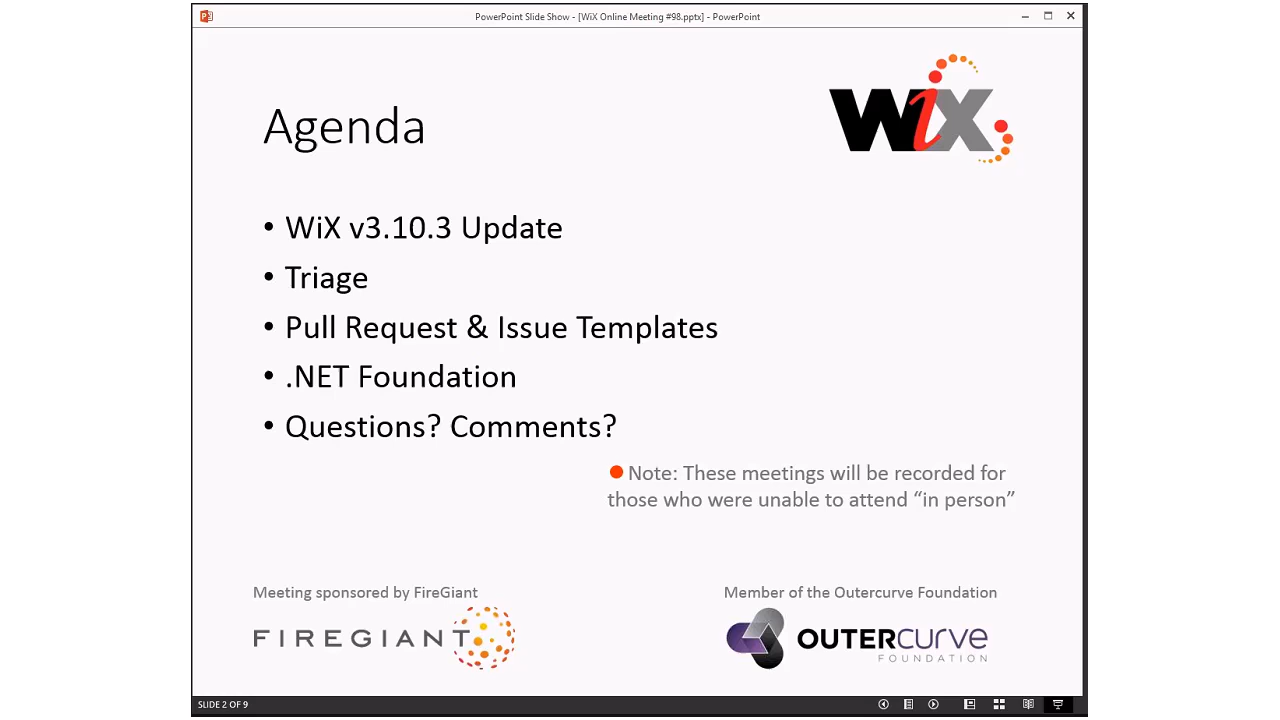 PowerPoint Slide Show - [WiX Online Meeting #98.pptx] - PowerPoint
WiX
Agenda
• WiX v3.10.3 Update
• Triage
• Pull Request & Issue Templates
• .NET Foundation
• Questions? Comments?
Note: These meetings will be recorded for
those who were unable to attend “in person”
Meeting sponsored by FireGiant
FIREGIANT
Member of the Outercurve Foundation
OUTERCURVE
FOUNDATION
SLIDE 2 OF 9